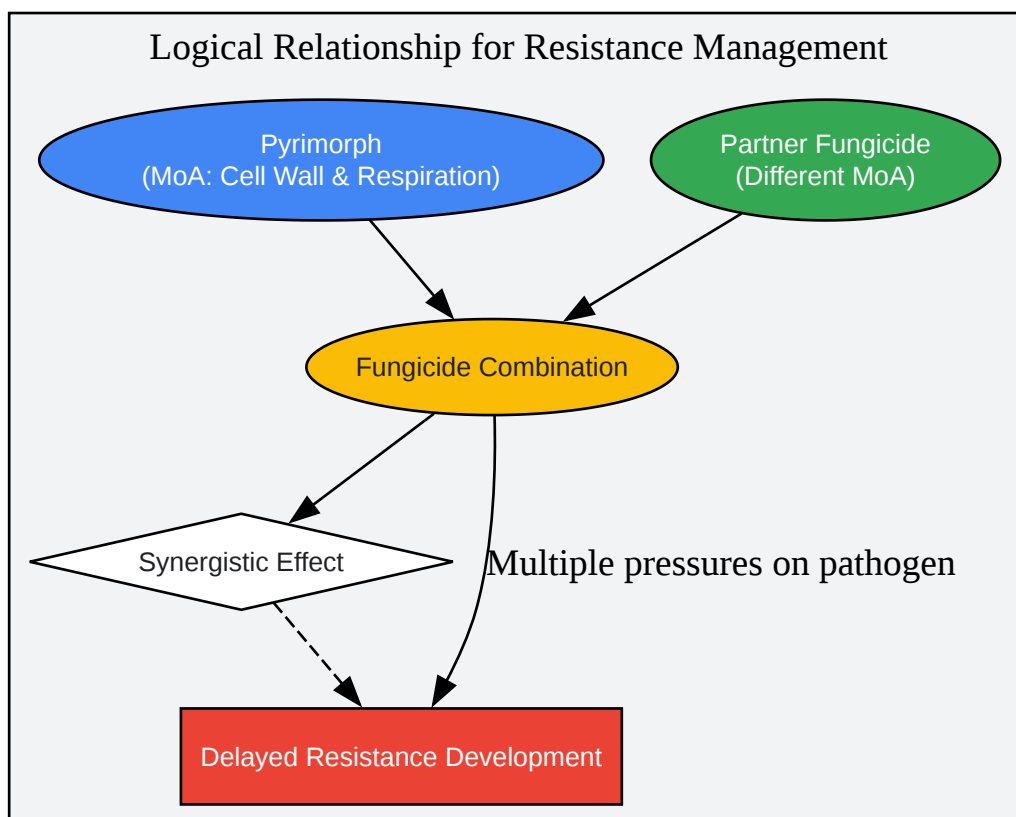 Logical Relationship for Resistance Management
Pyrimorph
(MoA: Cell Wall & Respiration)
Partner Fungicide
(Different MoA)
Fungicide Combination
Synergistic Effect
Multiple pressures on pathogen
Delayed Resistance Development